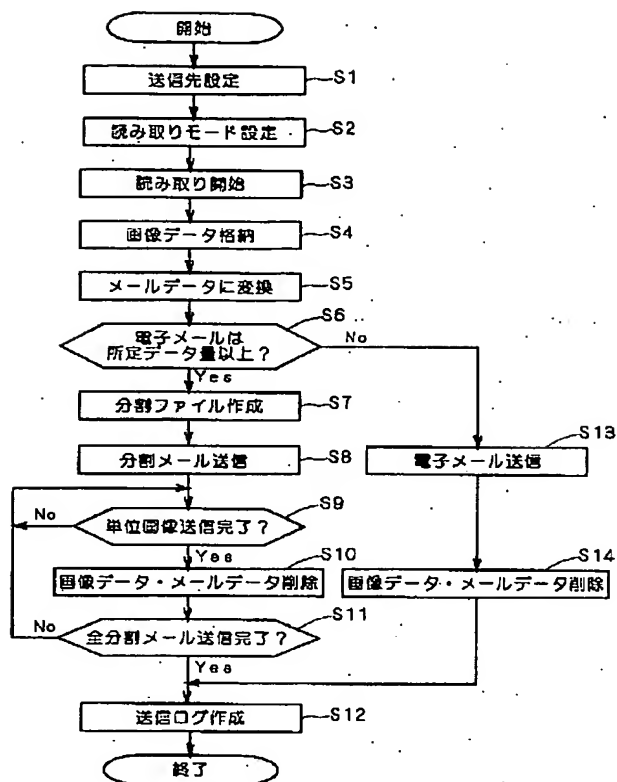 開始
送信先設定 S1
読み取りモード設定 S2
読み取り開始 S3
画像データ格納 S4
メールデータに変換 S5
S6
電子メールは
所定データ量以上？ No
Yes
分割ファイル作成 S7
S13
分割メール送信 S8 電子メール送信
S9
No 単位画像送信完了？
Yes S10 S14
画像データ・メールデータ削除 画像データ・メールデータ削除
S11
No 全分割メール送信完了？
Yes
送信ログ作成 S12
終了